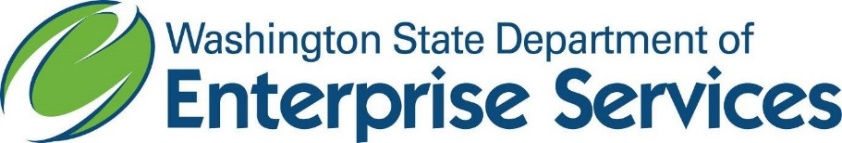 Washington State Department of
Enterprise Services